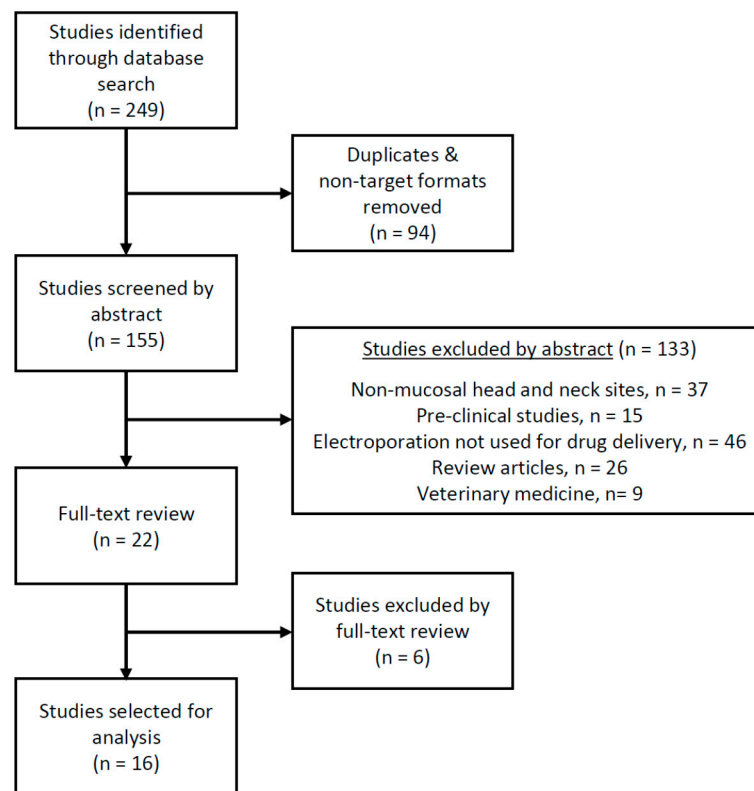 Studies identified
through database
search
(n = 249)
Duplicates &
non-target formats
removed
(n = 94)
Studies screened by
abstract
(n = 155)
Studies excluded by abstract (n = 133)
Non-mucosal head and neck sites, n = 37
Pre-clinical studies, n = 15
Electroporation not used for drug delivery, n = 46
Review articles, n = 26
Veterinary medicine, n= 9
Full-text review
(n = 22)
Studies excluded by
full-text review
(n = 6)
Studies selected for
analysis
(n = 16)